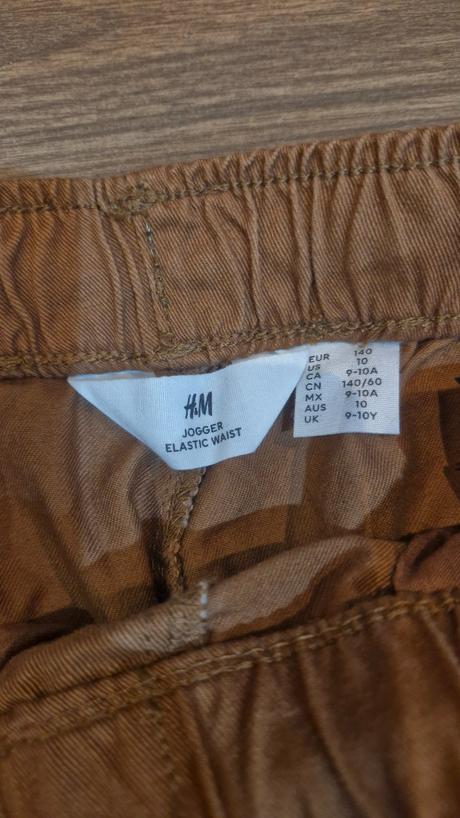 H&M
JOGGER
ELASTIC WAIST
EUR 140
US 10
CA 9-10A
CN 140/60
MX 9-10A
AUS 10
UK 9-10Y